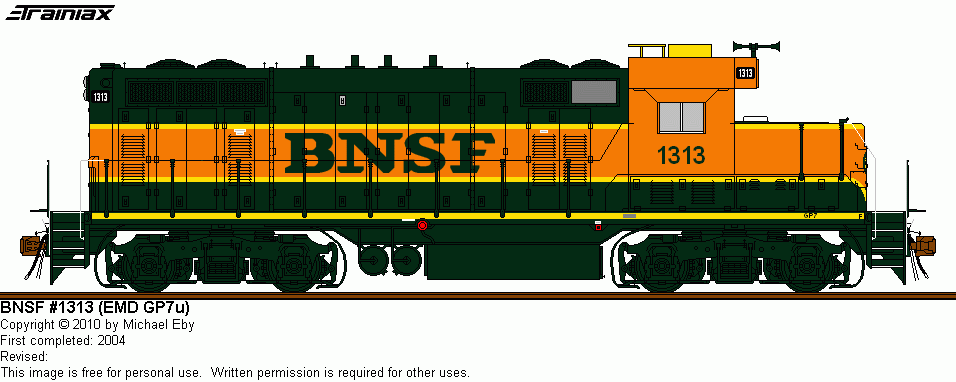 Trainiax
1313
1313
BNSF
1313
GP7
F
BNSF #1313 (EMD GP7u)
Copyright © 2010 by Michael Eby
First completed: 2004
Revised:
This image is free for personal use.  Written permission is required for other uses.